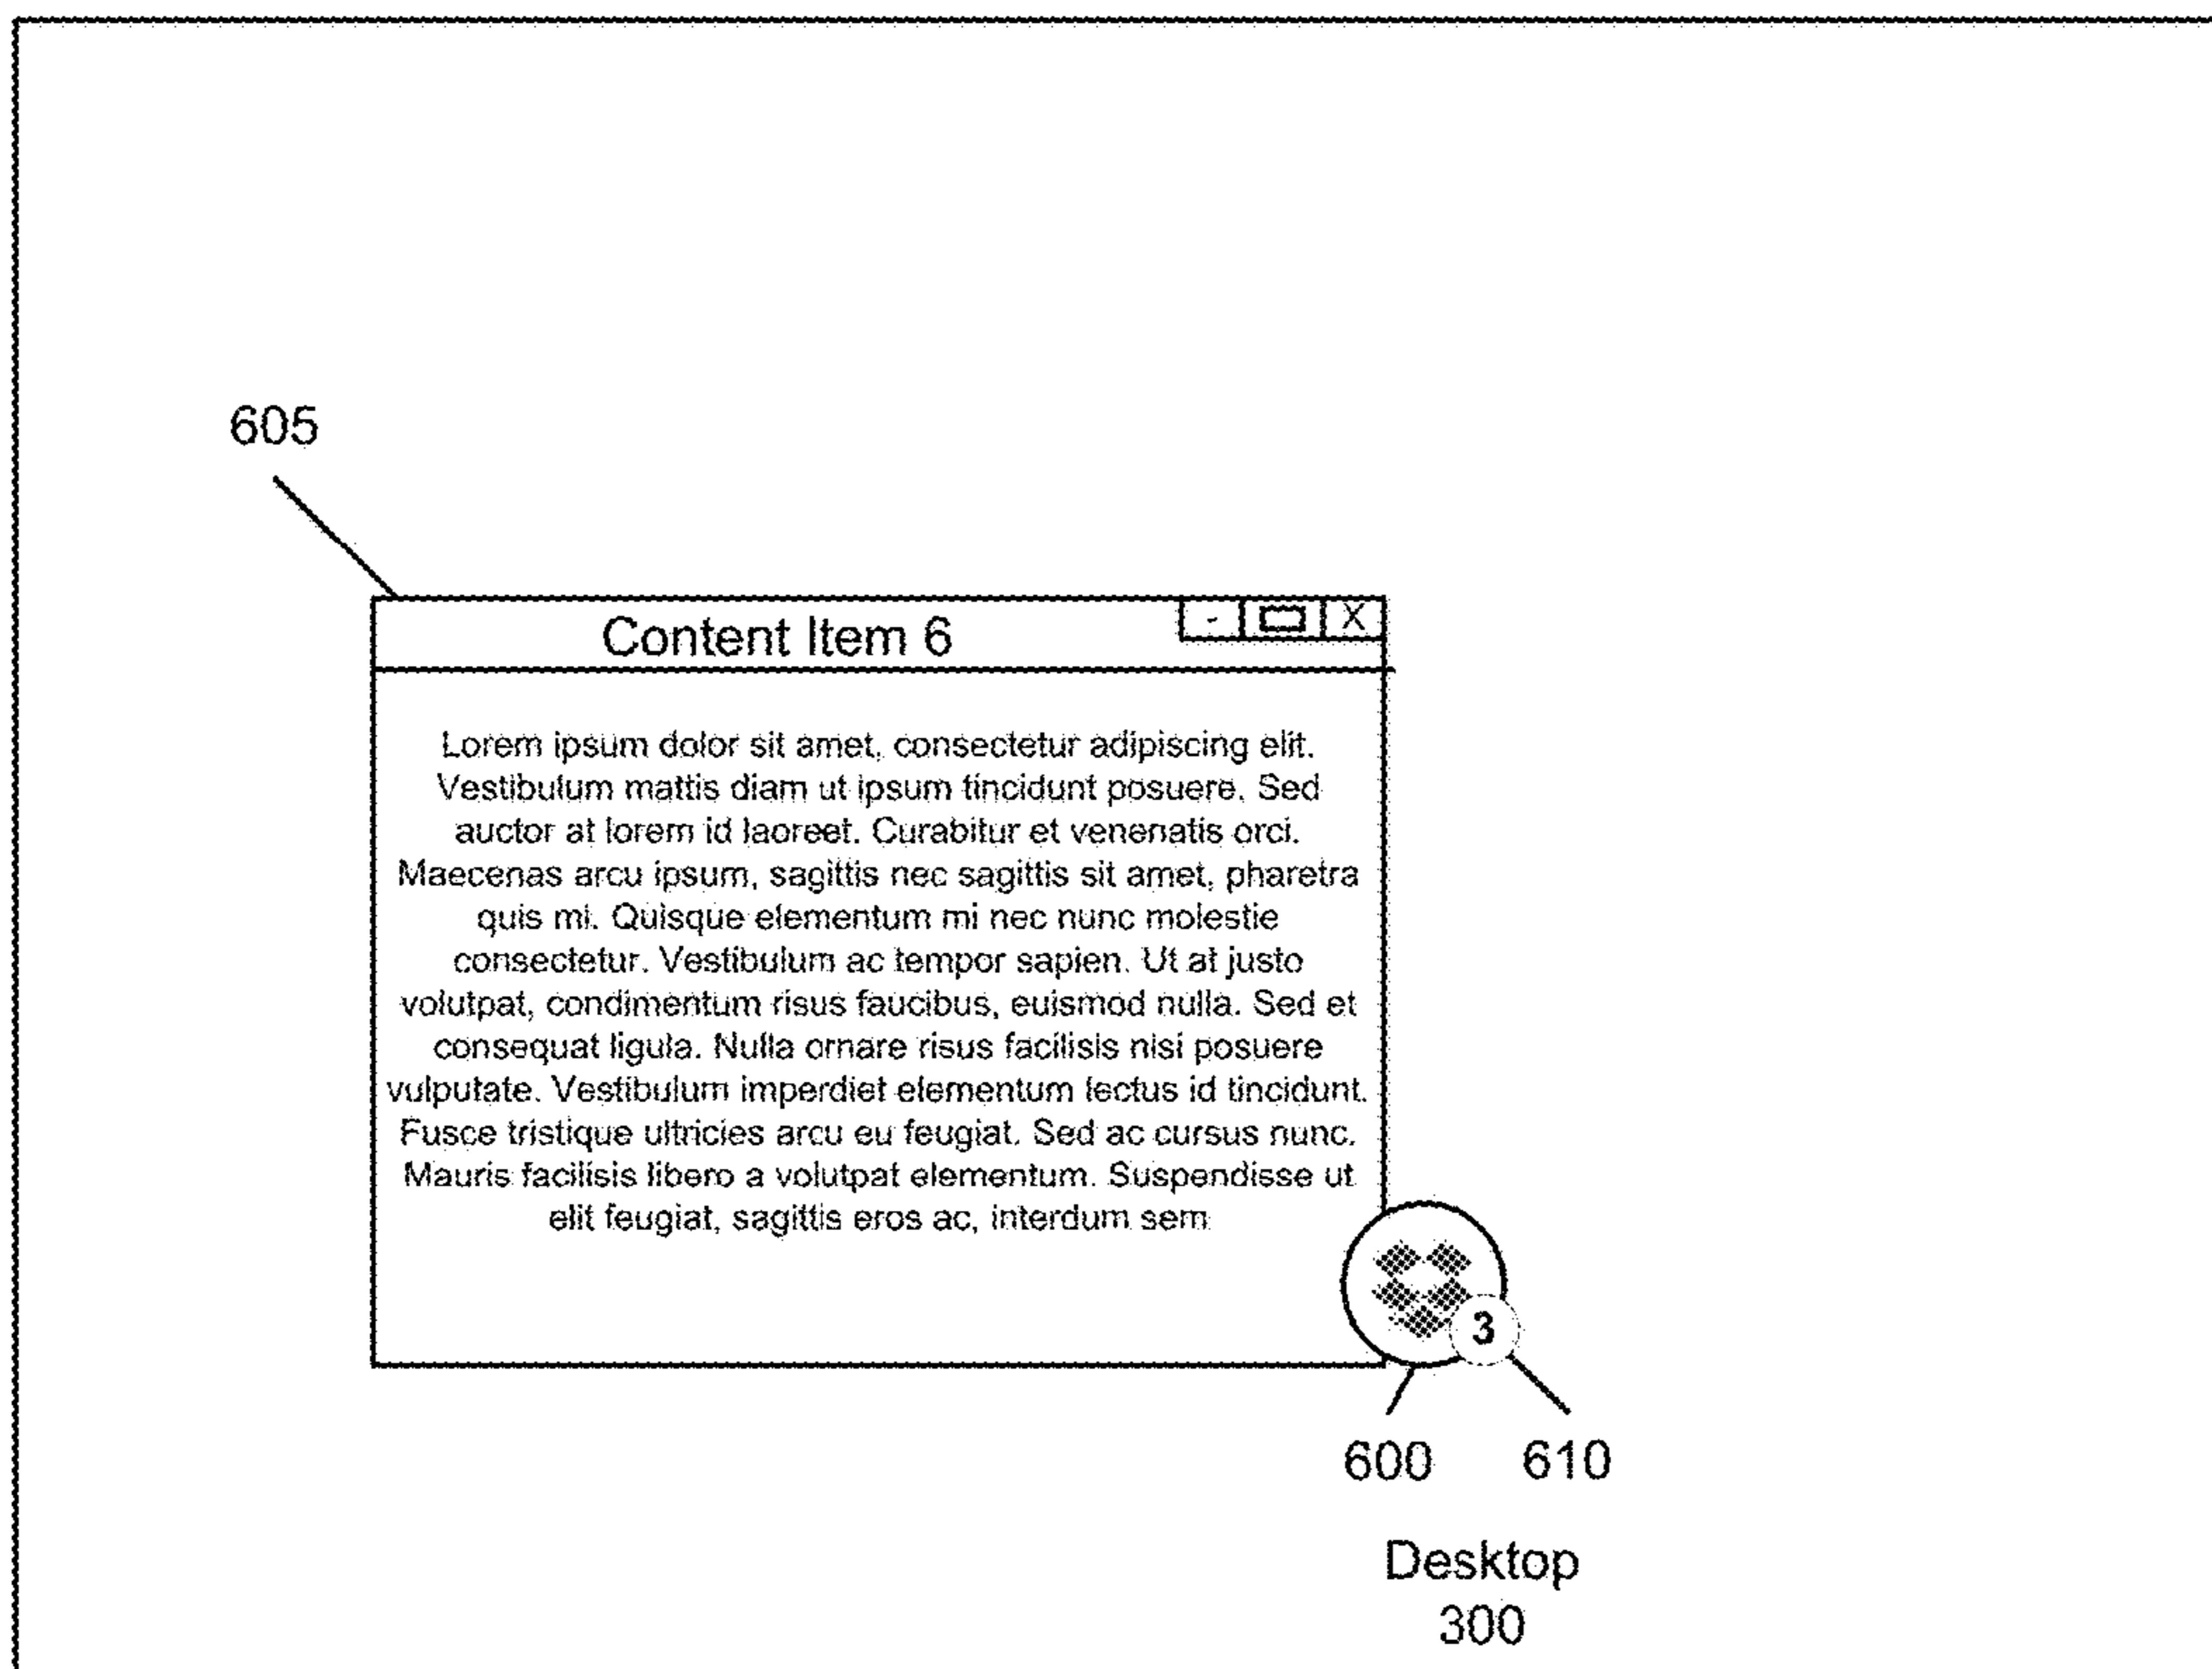 605
Content Item 6
- X
Lorem ipsum dolor sit amet, consectetur adipiscing elit.
Vestibulum mattis diam ut ipsum tincidunt posuere. Sed
auctor at lorem id laoreet. Curabitur et venenatis orci.
Maecenas arcu ipsum, sagittis nec sagittis sit amet, pharetra
quis mi. Quisque elementum mi nec nunc molestie
consectetur. Vestibulum ac tempor sapien. Ut at justo
volutpat, condimentum risus faucibus, euismod nulla. Sed et
consequat ligula. Nulla ornare risus facilisis nisi posuere
vulputate. Vestibulum imperdiet elementum lectus id tincidunt.
Fusce tristique ultricies arcu eu feugiat. Sed ac cursus nunc.
Mauris facilisis libero a volutpat elementum. Suspendisse ut
elit feugiat, sagittis eros ac, interdum sem
3
600 610
Desktop
300